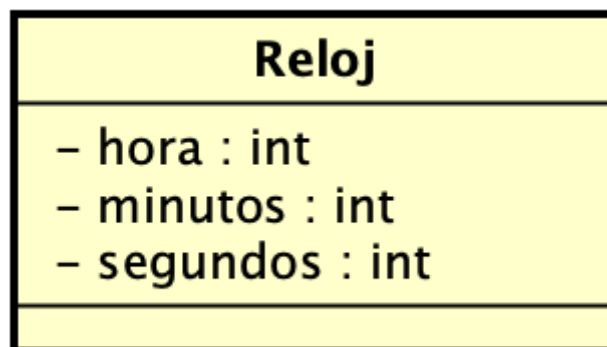 Reloj
– hora : int
– minutos : int
– segundos : int